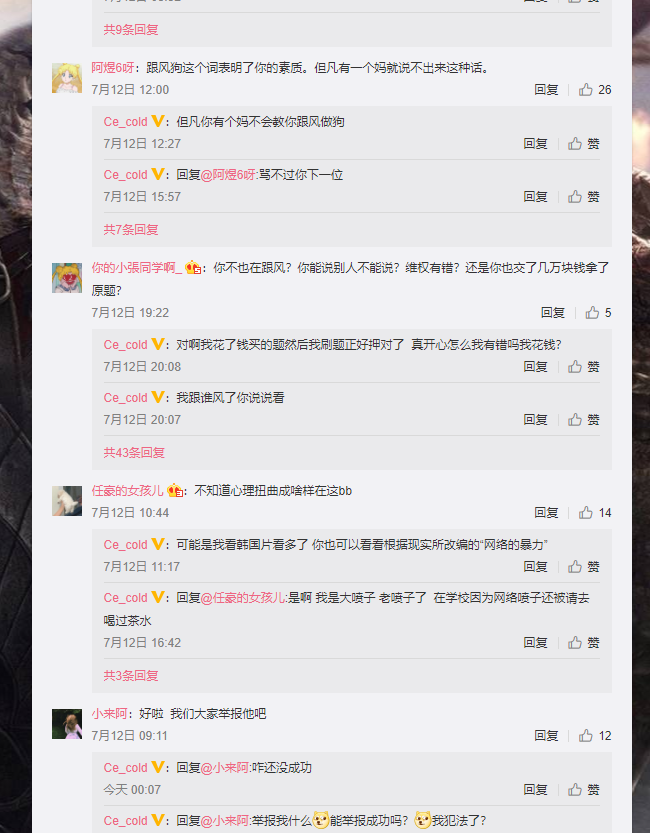 共9条回复
阿煜6呀：跟风狗这个词表明了你的素质。但凡有一个妈就说不出来这种话。
7月12日 12:00 回复 26
Ce_cold：但凡你有个妈不会教你跟风做狗
7月12日 12:27 回复 赞
Ce_cold：回复@阿煜6呀:骂不过你下一位
7月12日 15:57 回复 赞
共7条回复
你的小張同学啊_：你不也在跟风？你能说别人不能说？维权有错？还是你也交了几万块钱拿了
原题？
7月12日 19:22 回复 5
Ce_cold：对啊我花了钱买的题然后我刷题正好押对了 真开心怎么我有错吗我花钱？
7月12日 20:08 回复 赞
Ce_cold：我跟谁风了你说说看
7月12日 20:07 回复 赞
共43条回复
任豪的女孩儿：不知道心理扭曲成啥样在这bb
7月12日 10:44 回复 14
Ce_cold：可能是我看韩国片看多了 你也可以看看根据现实所改编的“网络的暴力”
7月12日 11:17 回复 赞
Ce_cold：回复@任豪的女孩儿:是啊 我是大喷子 老喷子了 在学校因为网络喷子还被请去
喝过茶水
7月12日 16:42 回复 赞
共3条回复
小来阿：好啦 我们大家举报他吧
7月12日 09:11 回复 12
Ce_cold：回复@小来阿:咋还没成功
今天 00:07 回复 赞
Ce_cold：回复@小来阿:举报我什么能举报成功吗？我犯法了？